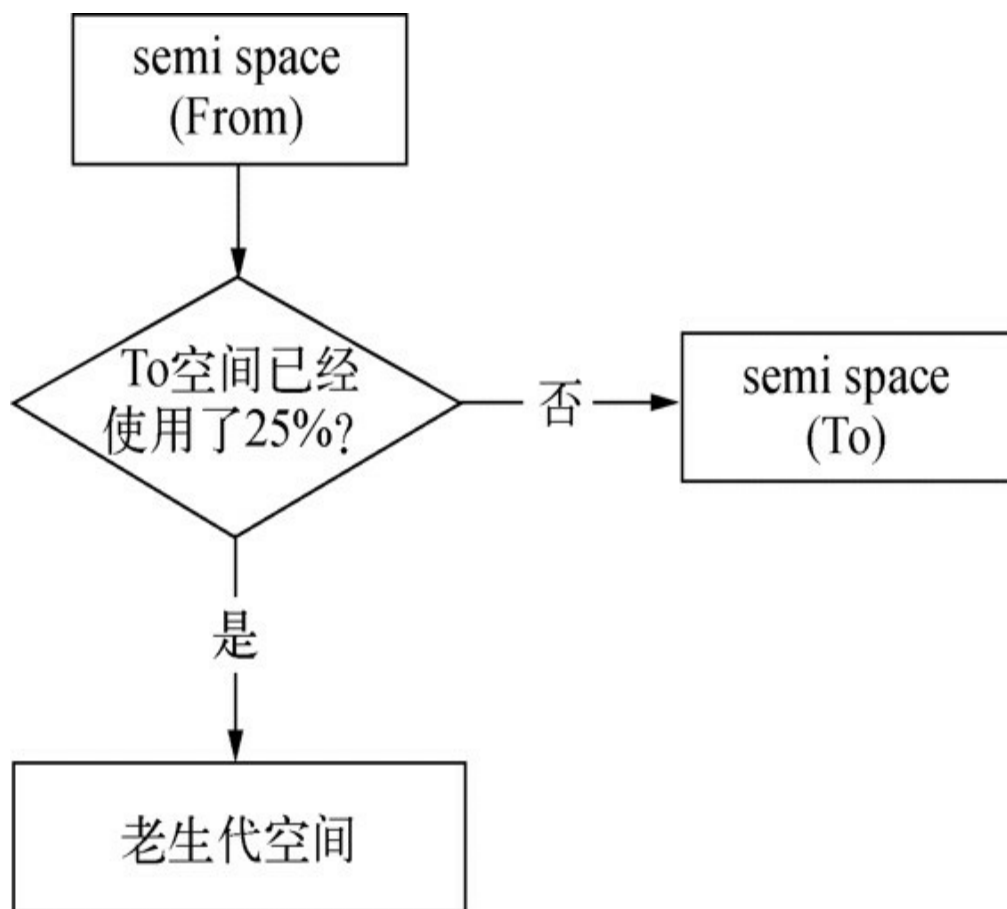 semi space
(From)
To空间已经
使用了25%?
否
semi space
(To)
是
老生代空间